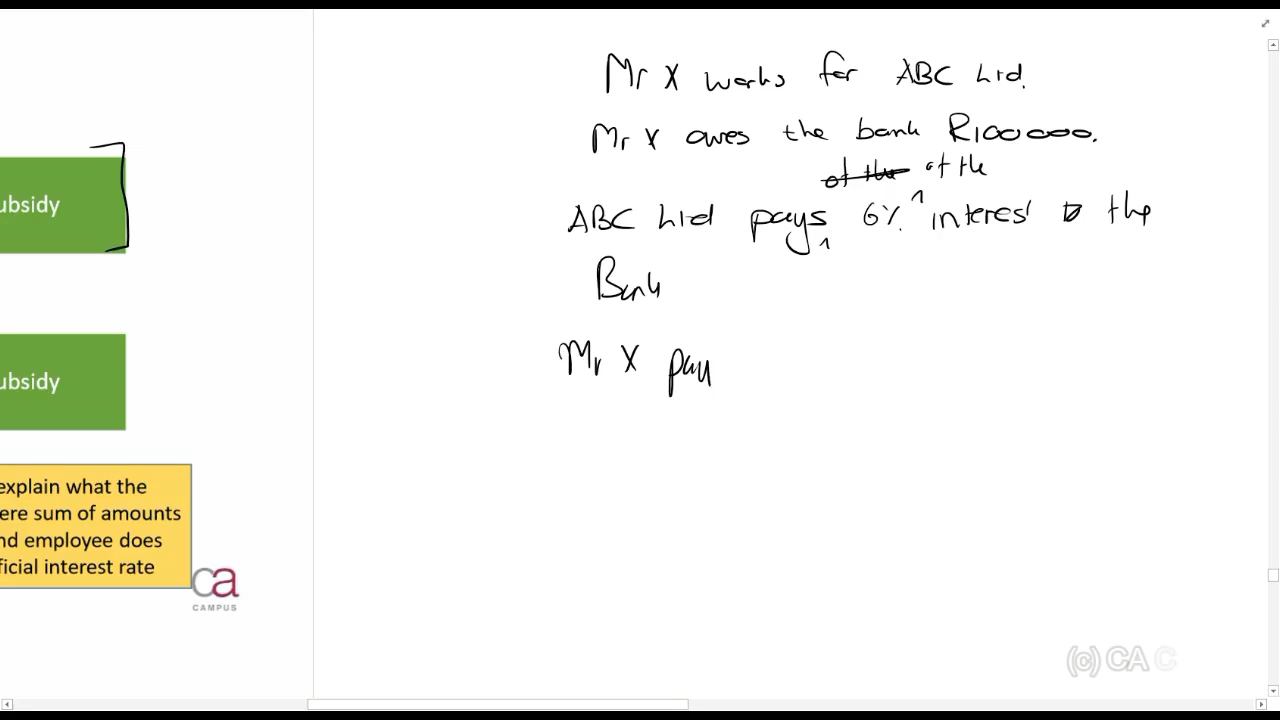 Mr X works for ABC Ltd.
Mr X owes the bank R100000.
of the of the
ABC Ltd pays 6% interest to the
Bank
Mr X pay
ubsidy
ubsidy
explain what the
ere sum of amounts
nd employee does
ficial interest rate
ca
CAMPUS
(c) CA C